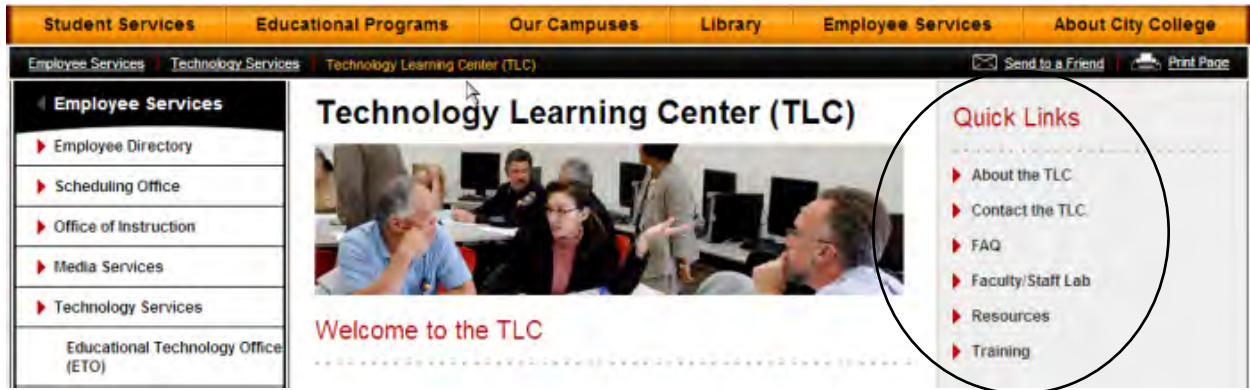 Student Services Educational Programs Our Campuses Library Employee Services About City College
Employee Services Technology Services Technology Learning Center (TLC) Send to a Friend Print Page
Employee Services
Employee Directory
Scheduling Office
Office of Instruction
Media Services
Technology Services
Educational Technology Office
(ETO)
Technology Learning Center (TLC)
Welcome to the TLC
Quick Links
About the TLC
Contact the TLC
FAQ
Faculty/Staff Lab
Resources
Training